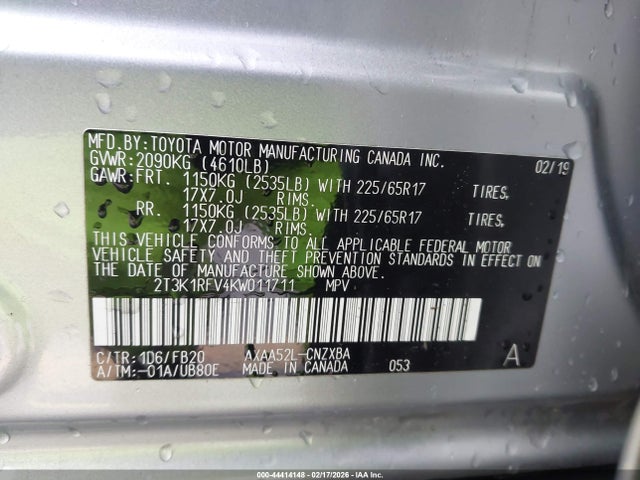 MFD.BY:TOYOTA MOTOR MANUFACTURING CANADA INC.
GVWR:2090KG (4610LB) 02/19
GAWR:FRT. 1150KG (2535LB) WITH 225/65R17 TIRES,
17X7.0J RIMS.
RR. 1150KG (2535LB) WITH 225/65R17 TIRES,
17X7.0J RIMS.
THIS VEHICLE CONFORMS TO ALL APPLICABLE FEDERAL MOTOR
VEHICLE SAFETY AND THEFT PREVENTION STANDARDS IN EFFECT ON
THE DATE OF MANUFACTURE SHOWN ABOVE.
2T3K1RFV4KW011711 MPV
C/TR:1D6/FB20 AXAA52L-CNZXBA A
A/TM:-01A/UB80E MADE IN CANADA 053
000-44414148 - 02/17/2026 - IAA Inc.